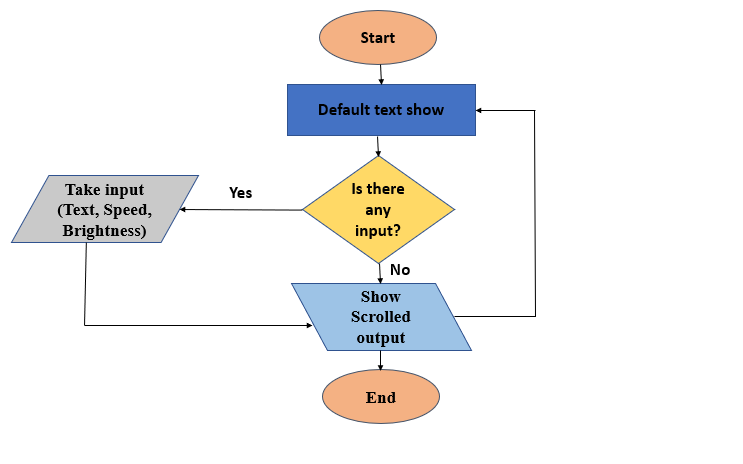 Start
Default text show
Is there
any
input?
Yes
Take input
(Text, Speed,
Brightness)
No
Show
Scrolled
output
End